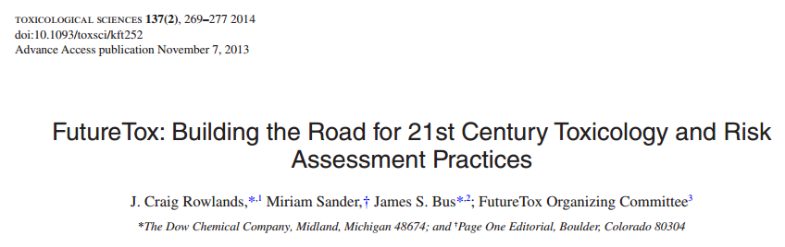 TOXICOLOGICAL SCIENCES 137(2), 269–277 2014
doi:10.1093/toxsci/kft252
Advance Access publication November 7, 2013
FutureTox: Building the Road for 21st Century Toxicology and Risk
Assessment Practices
J. Craig Rowlands,*,1 Miriam Sander,† James S. Bus*,2; FutureTox Organizing Committee3
*The Dow Chemical Company, Midland, Michigan 48674; and †Page One Editorial, Boulder, Colorado 80304